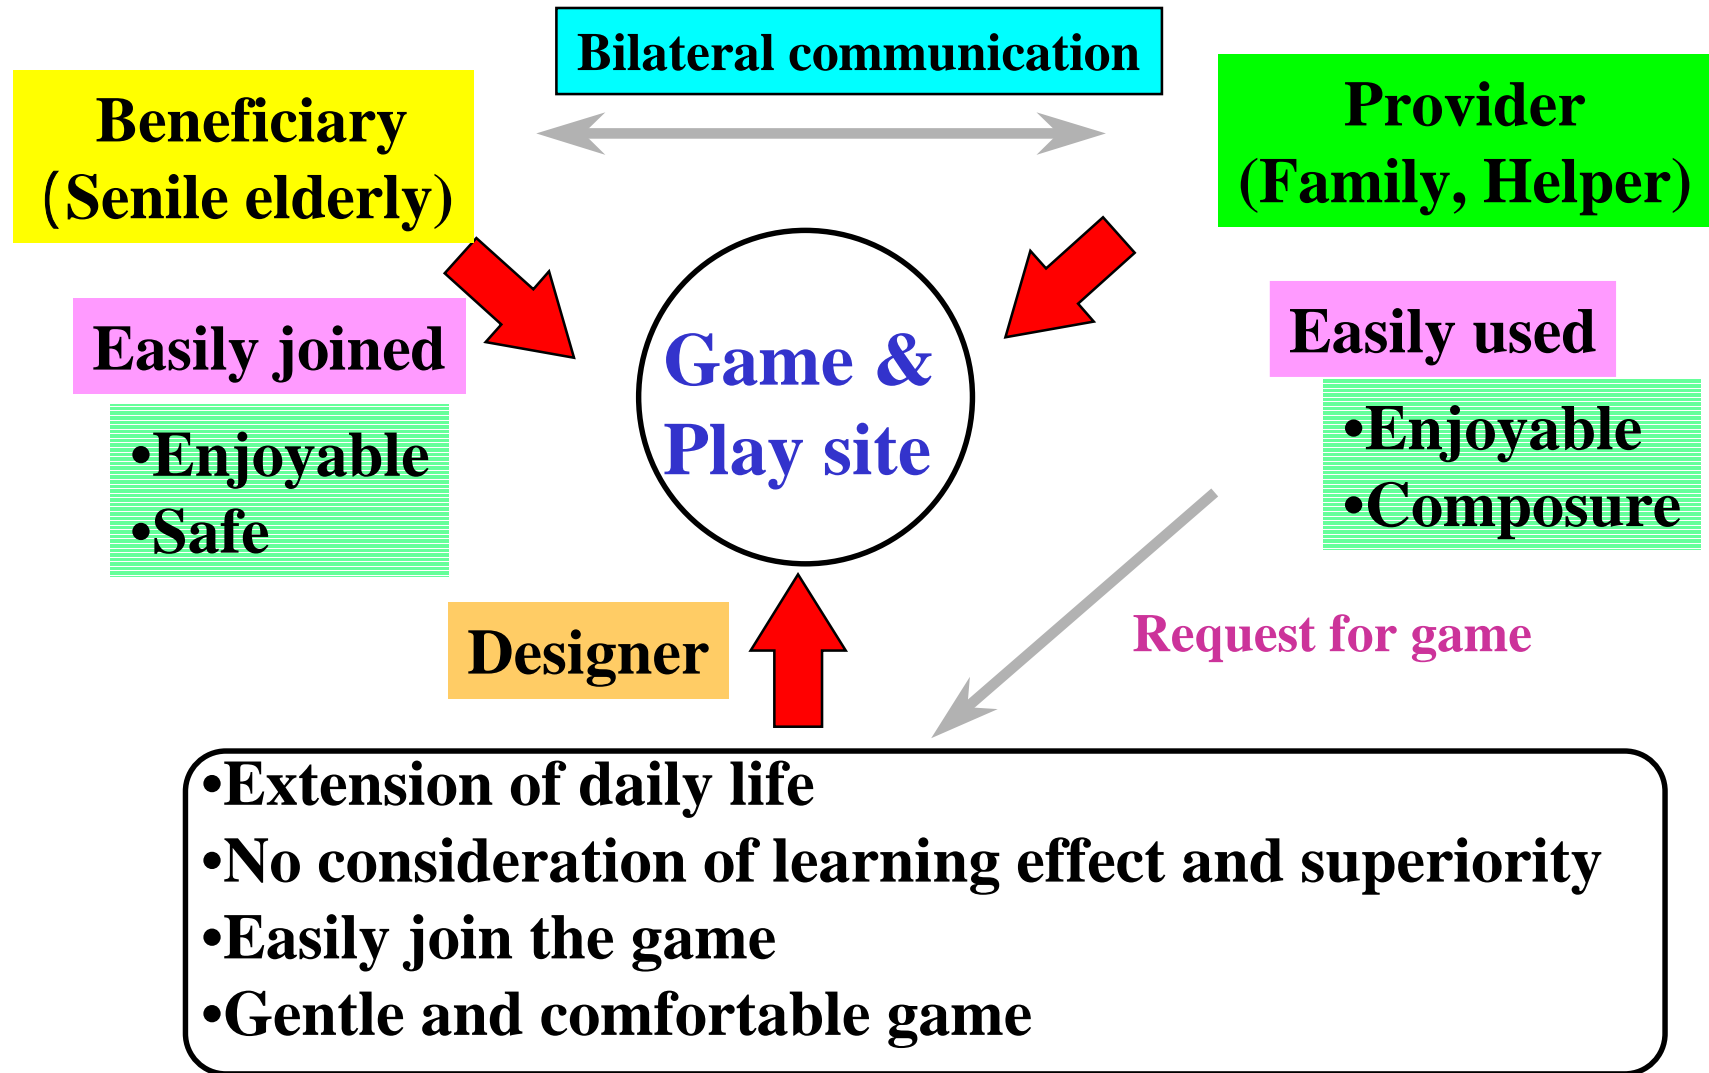 Bilateral communication
Beneficiary
(Senile elderly)
Provider
(Family, Helper)
Easily joined
•Enjoyable
•Safe
Game &
Play site
Easily used
•Enjoyable
•Composure
Designer
Request for game
•Extension of daily life
•No consideration of learning effect and superiority
•Easily join the game
•Gentle and comfortable game